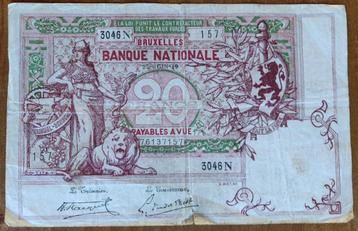 LA LOI PUNIT LE CONTREFACTEUR
DES TRAVAUX FORCÉS
BRUXELLES
3046 N 157
BANQUE NATIONALE
20
PAYABLES A VUE
76137157
157
3046 N
Le Trésorier,
Le Gouverneur,